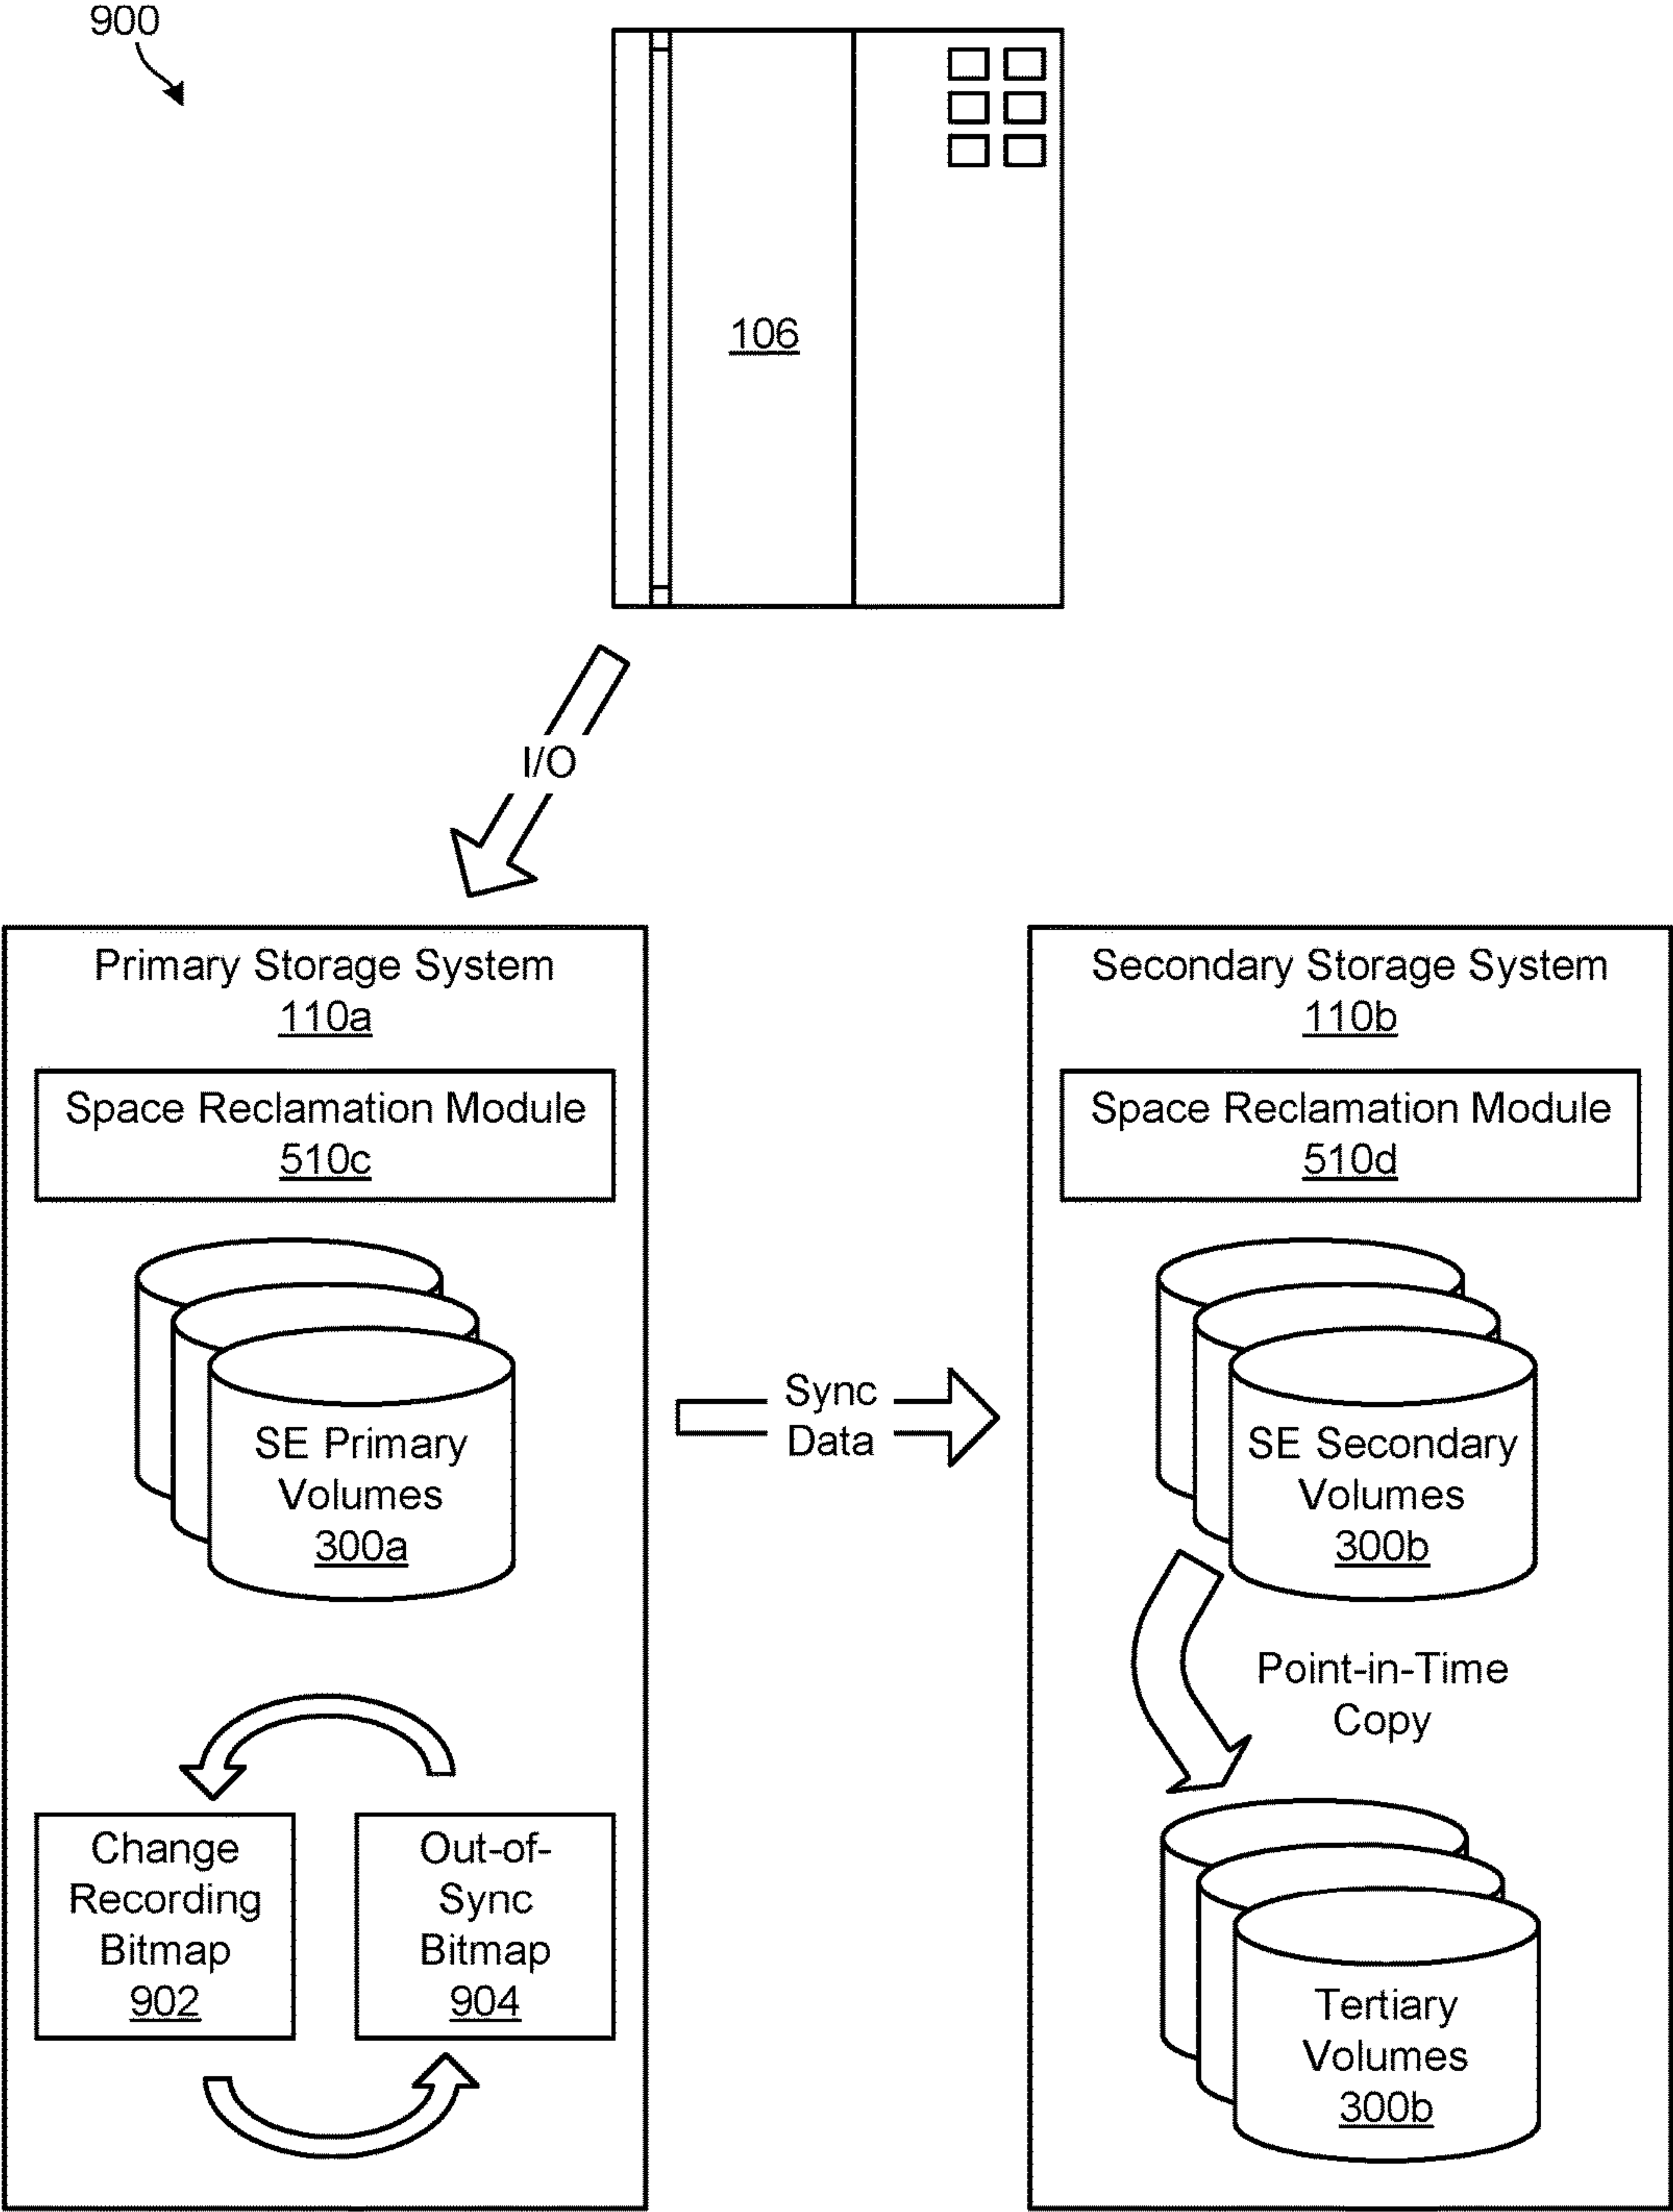 900
106
I/O
Primary Storage System
110a
Space Reclamation Module
510c
SE Primary
Volumes
300a
Change
Recording
Bitmap
902
Out-of-
Sync
Bitmap
904
Sync
Data
Secondary Storage System
110b
Space Reclamation Module
510d
SE Secondary
Volumes
300b
Point-in-Time
Copy
Tertiary
Volumes
300b